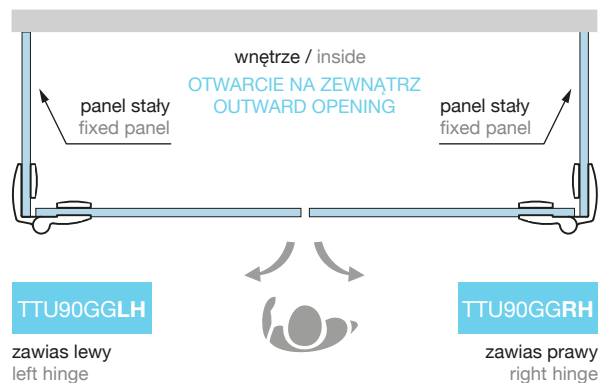 wnętrze / inside
OTWARCIE NA ZEWNĄTRZ
OUTWARD OPENING
panel stały
fixed panel
panel stały
fixed panel
TTU90GGLH
zawias lewy
left hinge
TTU90GGRH
zawias prawy
right hinge